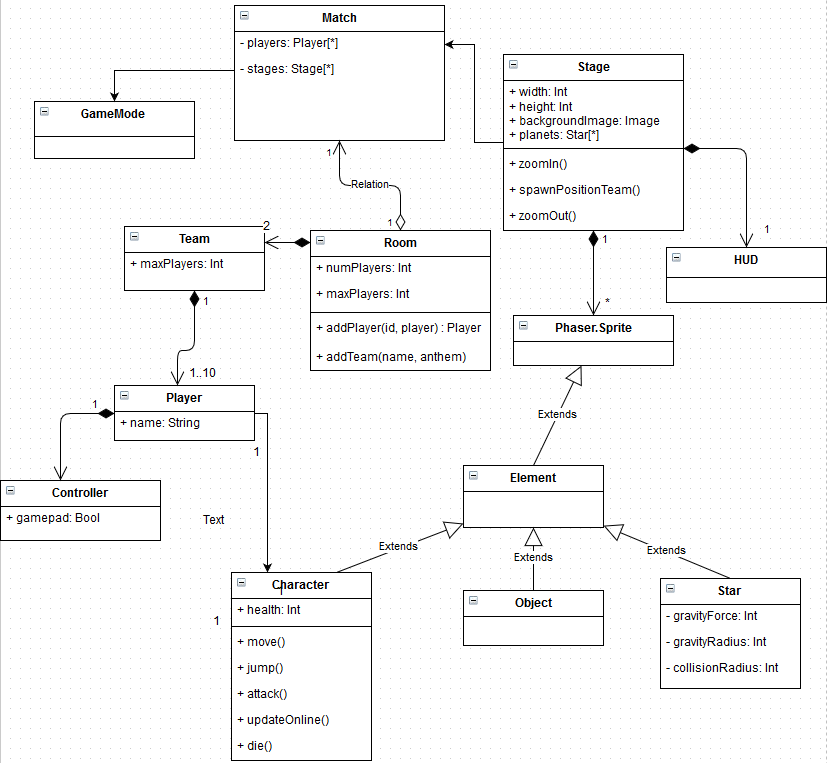 Match
- players: Player[*]
- stages: Stage[*]
GameMode
Stage
+ width: Int
+ height: Int
+ backgroundImage: Image
+ planets: Star[*]
+ zoomIn()
+ spawnPositionTeam()
+ zoomOut()
1
Relation
1
Team
+ maxPlayers: Int
2
Room
+ numPlayers: Int
+ maxPlayers: Int
+ addPlayer(id, player) : Player
+ addTeam(name, anthem)
1
HUD
1
*
Phaser.Sprite
1
1..10
Player
+ name: String
1
1
Controller
+ gamepad: Bool
Text
Extends
Element
Extends
Extends
Extends
Character
1
+ health: Int
1
+ move()
+ jump()
+ attack()
+ updateOnline()
+ die()
Object
Star
- gravityForce: Int
- gravityRadius: Int
- collisionRadius: Int